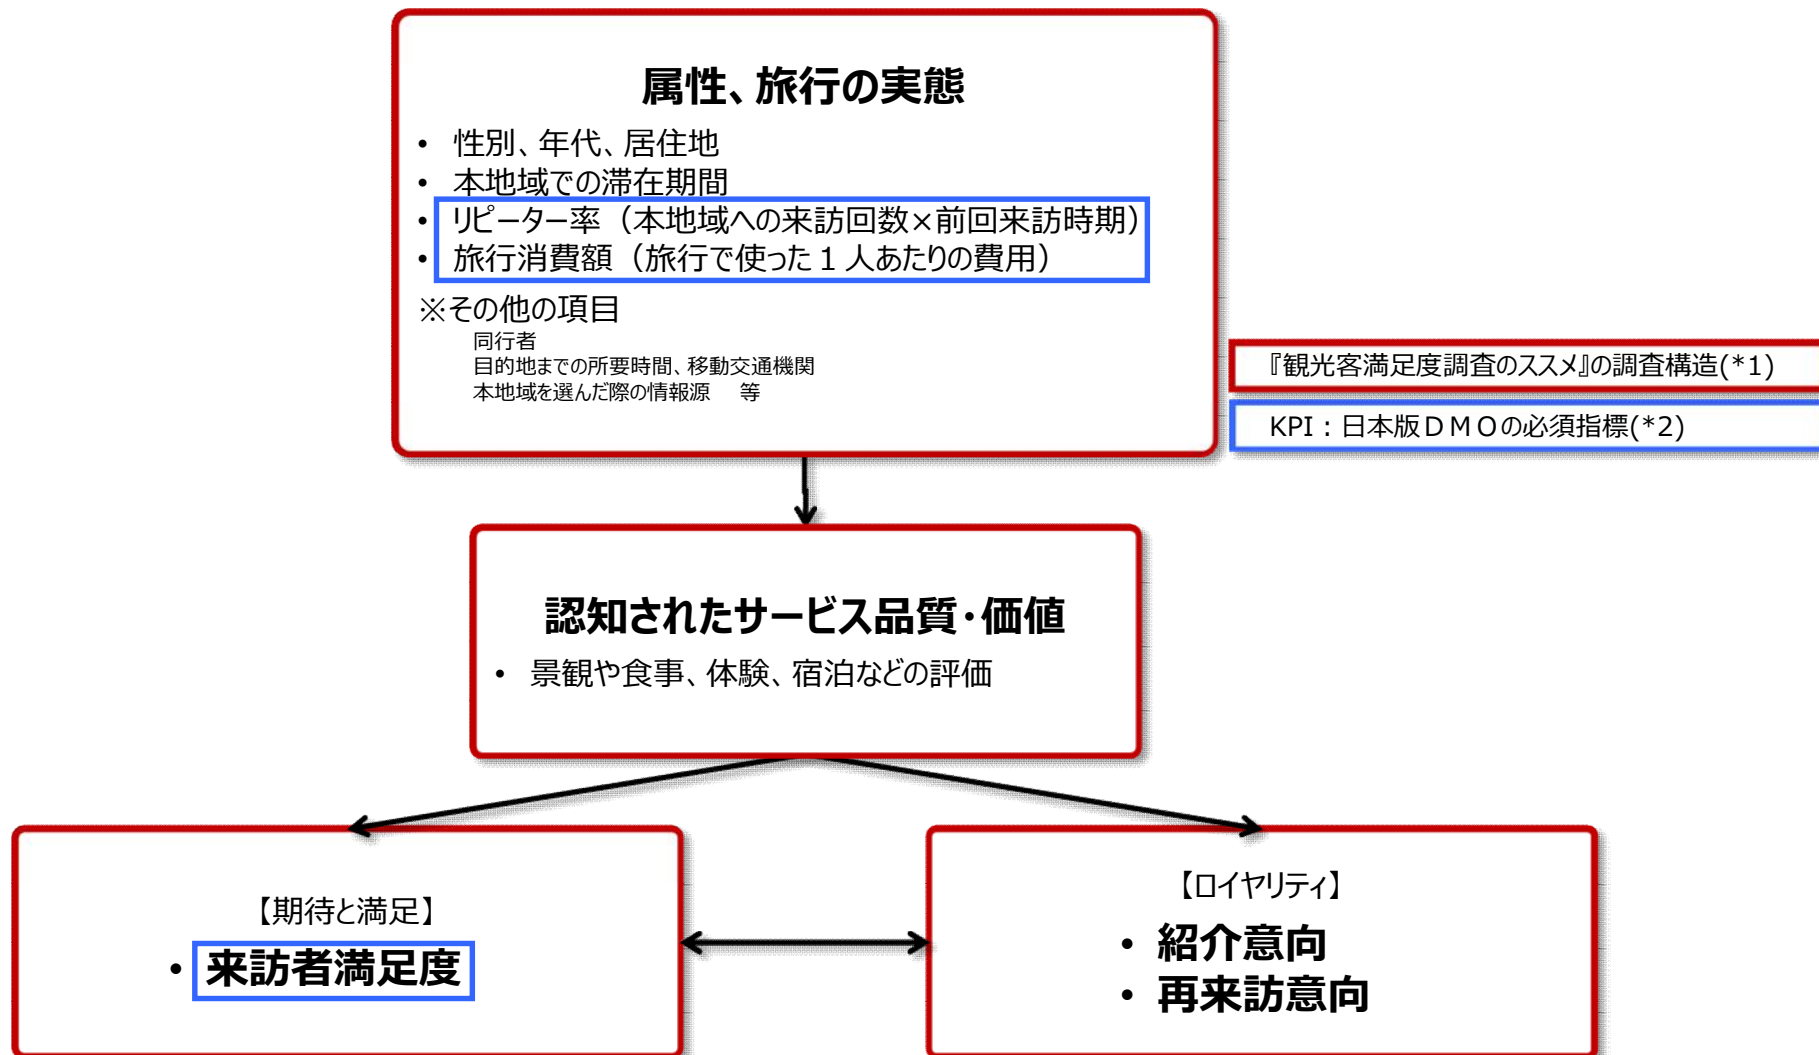 属性、旅行の実態
• 性別、年代、居住地
• 本地域での滞在期間
• リピーター率（本地域への来訪回数×前回来訪時期）
• 旅行消費額（旅行で使った１人あたりの費用）
※その他の項目
同行者
目的地までの所要時間、移動交通機関
本地域を選んだ際の情報源　等
『観光客満足度調査のススメ』の調査構造(*1)
KPI：日本版ＤＭＯの必須指標(*2)
認知されたサービス品質・価値
• 景観や食事、体験、宿泊などの評価
【期待と満足】
• 来訪者満足度
【ロイヤリティ】
• 紹介意向
• 再来訪意向